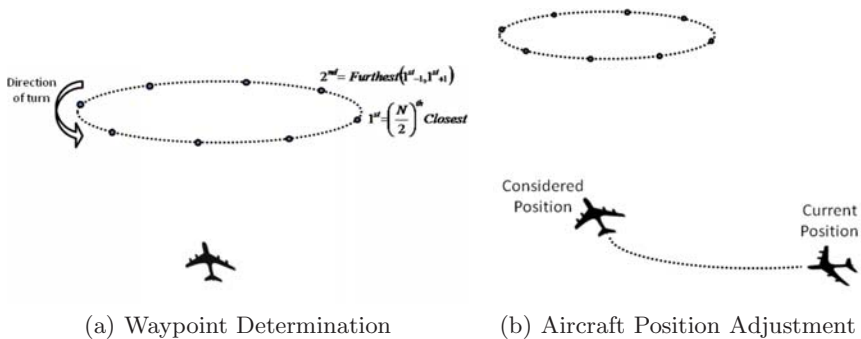 Direction
of turn
2nd= Furthest(1st-1,1st+1)
1st=(N/2)th Closest
Considered
Position
Current
Position
(a) Waypoint Determination
(b) Aircraft Position Adjustment